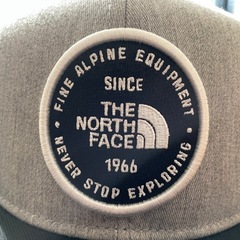 FINE ALPINE EQUIPMENT
SINCE
THE
NORTH
FACE
1966
NEVER STOP EXPLORING